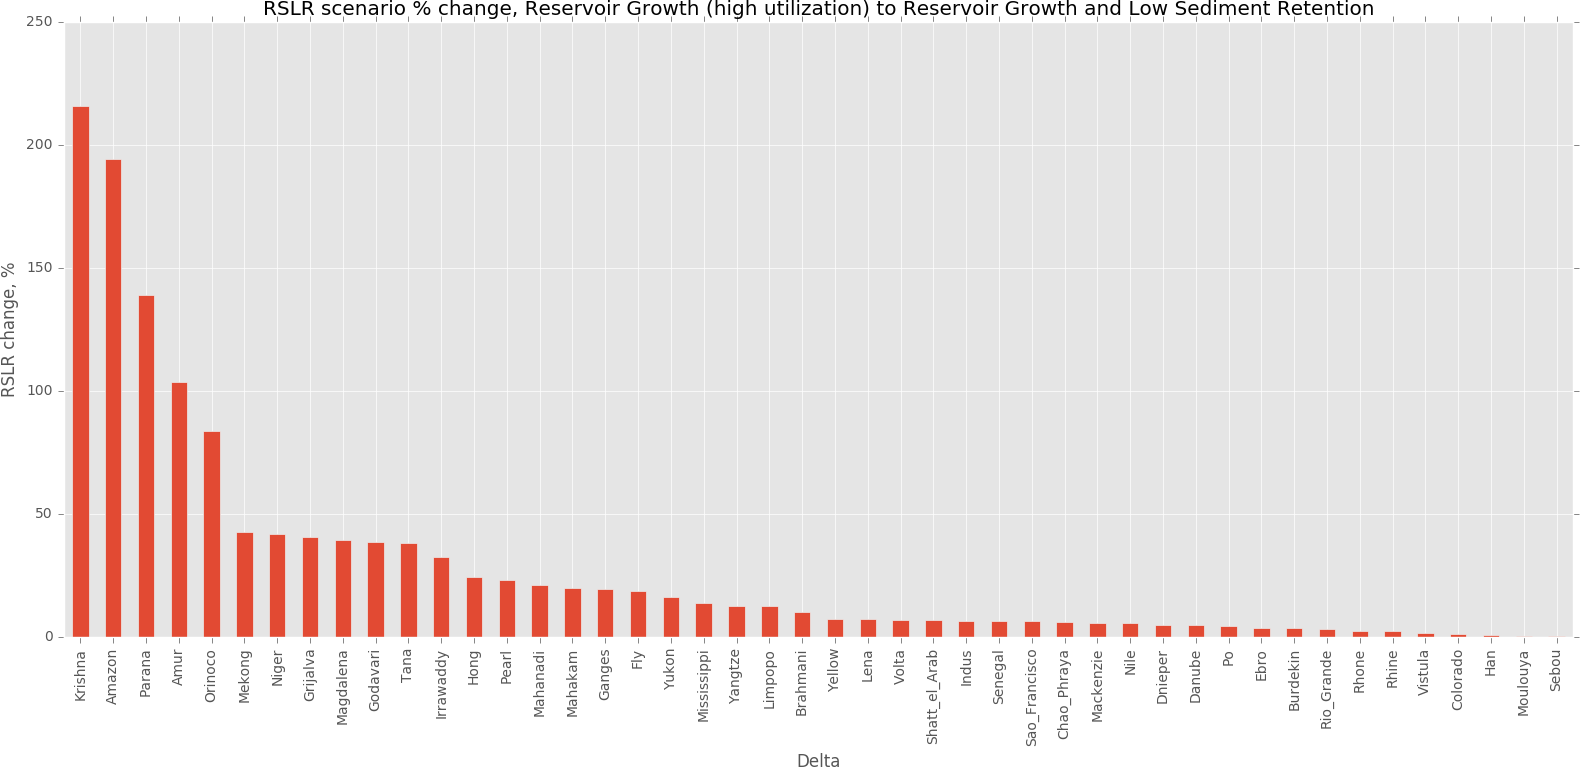 RSLR scenario % change, Reservoir Growth (high utilization) to Reservoir Growth and Low Sediment Retention
250
200
150
100
50
0
RSLR change, %
Krishna
Amazon
Parana
Amur
Orinoco
Mekong
Niger
Grijalva
Magdalena
Godavari
Tana
Irrawaddy
Hong
Pearl
Mahanadi
Mahakam
Ganges
Fly
Yukon
Mississippi
Yangtze
Limpopo
Brahmani
Yellow
Lena
Volta
Shatt_el_Arab
Indus
Senegal
Sao_Francisco
Chao_Phraya
Mackenzie
Nile
Dnieper
Danube
Po
Ebro
Burdekin
Rio_Grande
Rhone
Rhine
Vistula
Colorado
Han
Moulouya
Sebou
Delta